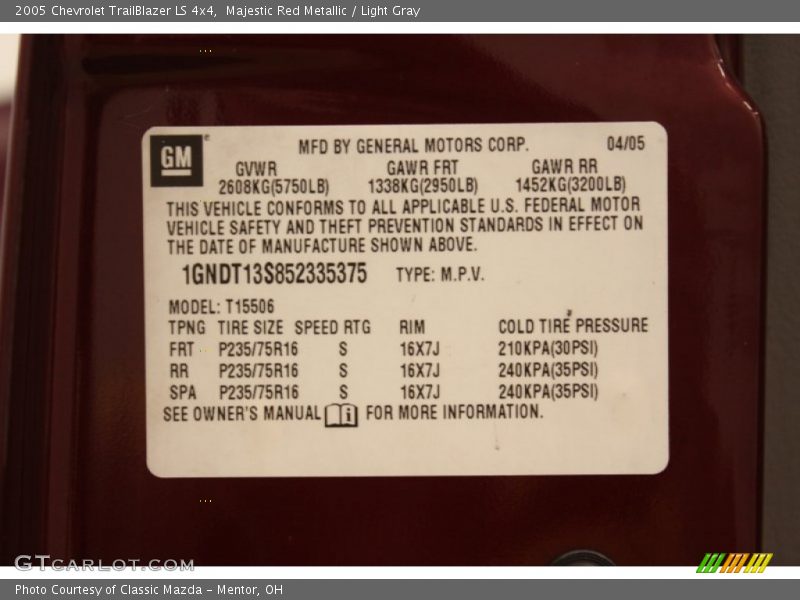 2005 Chevrolet TrailBlazer LS 4x4,  Majestic Red Metallic / Light Gray
GM
MFD BY GENERAL MOTORS CORP. 04/05
GVWR GAWR FRT GAWR RR
2608KG(5750LB) 1338KG(2950LB) 1452KG(3200LB)
THIS VEHICLE CONFORMS TO ALL APPLICABLE U.S. FEDERAL MOTOR
VEHICLE SAFETY AND THEFT PREVENTION STANDARDS IN EFFECT ON
THE DATE OF MANUFACTURE SHOWN ABOVE.
1GNDT13S852335375 TYPE: M.P.V.
MODEL: T15506
TPNG TIRE SIZE SPEED RTG RIM COLD TIRE PRESSURE
FRT P235/75R16 S 16X7J 210KPA(30PSI)
RR P235/75R16 S 16X7J 240KPA(35PSI)
SPA P235/75R16 S 16X7J 240KPA(35PSI)
SEE OWNER'S MANUAL i FOR MORE INFORMATION.
GTCARLOT.COM
Photo Courtesy of Classic Mazda - Mentor, OH